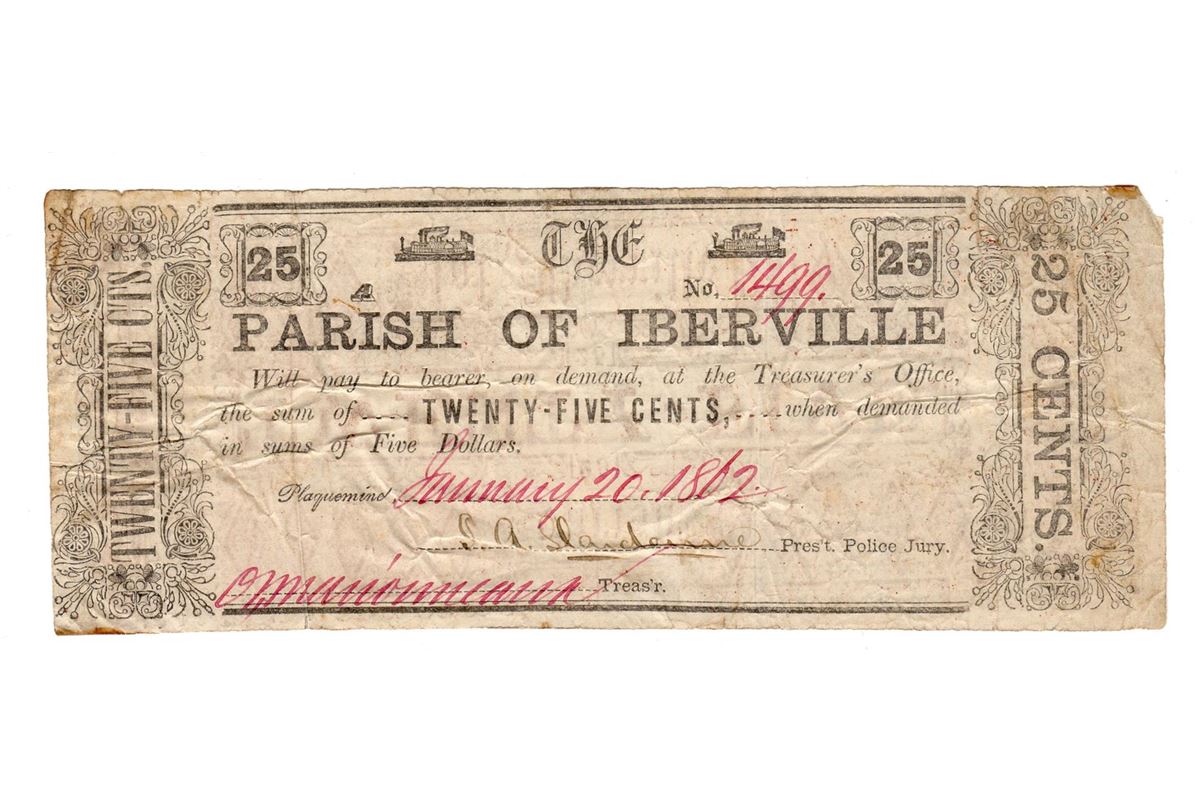 TWENTY-FIVE CTS
25 THE 25
A No, 1499.
PARISH OF IBERVILLE
Will pay to bearer, on demand, at the Treasurer's Office,
the sum of TWENTY-FIVE CENTS, when demanded
in sums of Five Dollars.
Plaquemine, January 20. 1862.
Pres't. Police Jury.
Treas'r.
25 CENTS.